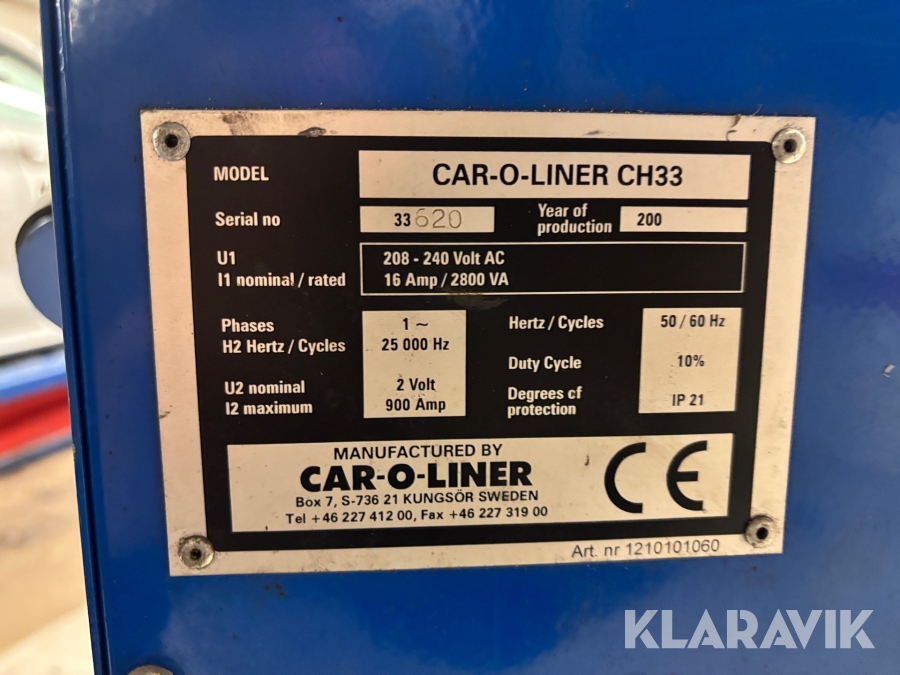 MODEL CAR-O-LINER CH33
Serial no 33620 Year of production 200
U1 208 - 240 Volt AC
I1 nominal / rated 16 Amp / 2800 VA
Phases 1 ~ Hertz / Cycles 50 / 60 Hz
H2 Hertz / Cycles 25 000 Hz
Duty Cycle 10%
U2 nominal 2 Volt
I2 maximum 900 Amp
Degrees of protection IP 21
MANUFACTURED BY
CAR-O-LINER
Box 7, S-736 21 KUNGSÖR SWEDEN
Tel +46 227 412 00, Fax +46 227 319 00
CE
Art. nr 1210101060
KLARAVIK